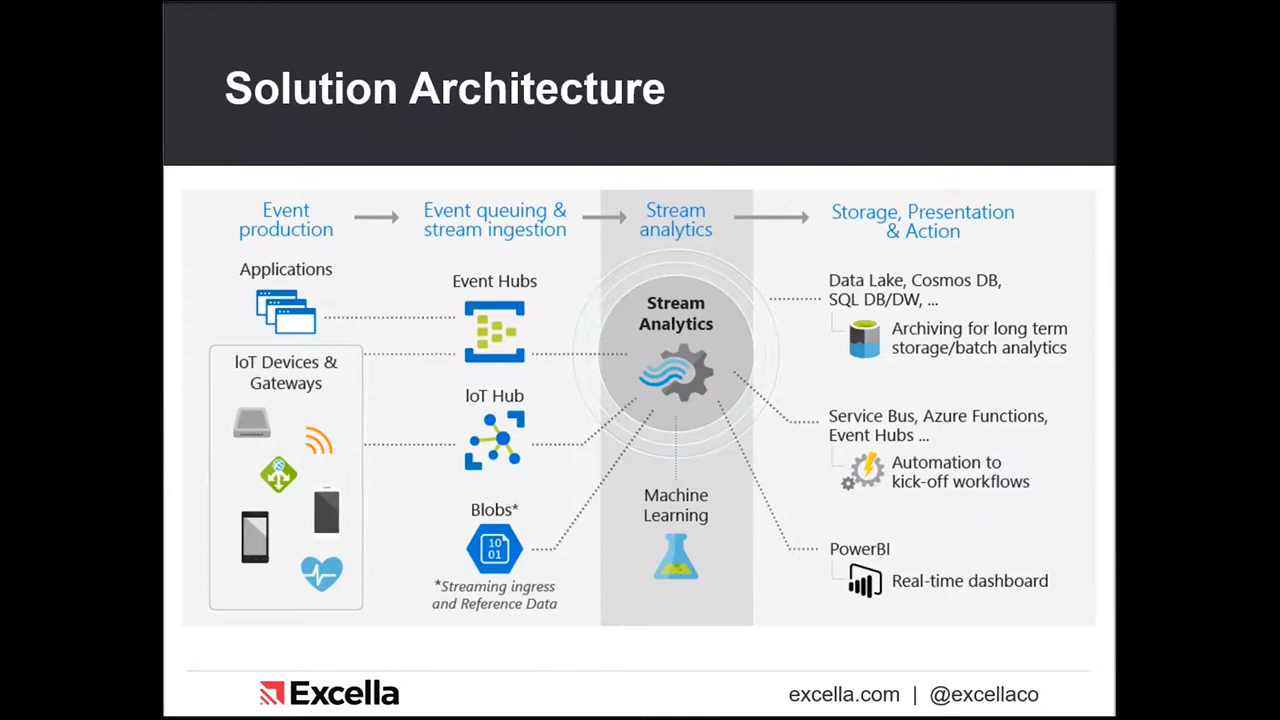 Solution Architecture
Event
production
Event queuing &
stream ingestion
Stream
analytics
Storage, Presentation
& Action
Applications
IoT Devices &
Gateways
Event Hubs
IoT Hub
Blobs*
10
01
*Streaming ingress
and Reference Data
Stream
Analytics
Machine
Learning
Data Lake, Cosmos DB,
SQL DB/DW, ...
Archiving for long term
storage/batch analytics
Service Bus, Azure Functions,
Event Hubs ...
Automation to
kick-off workflows
PowerBI
Real-time dashboard
Excella
excella.com | @excellaco